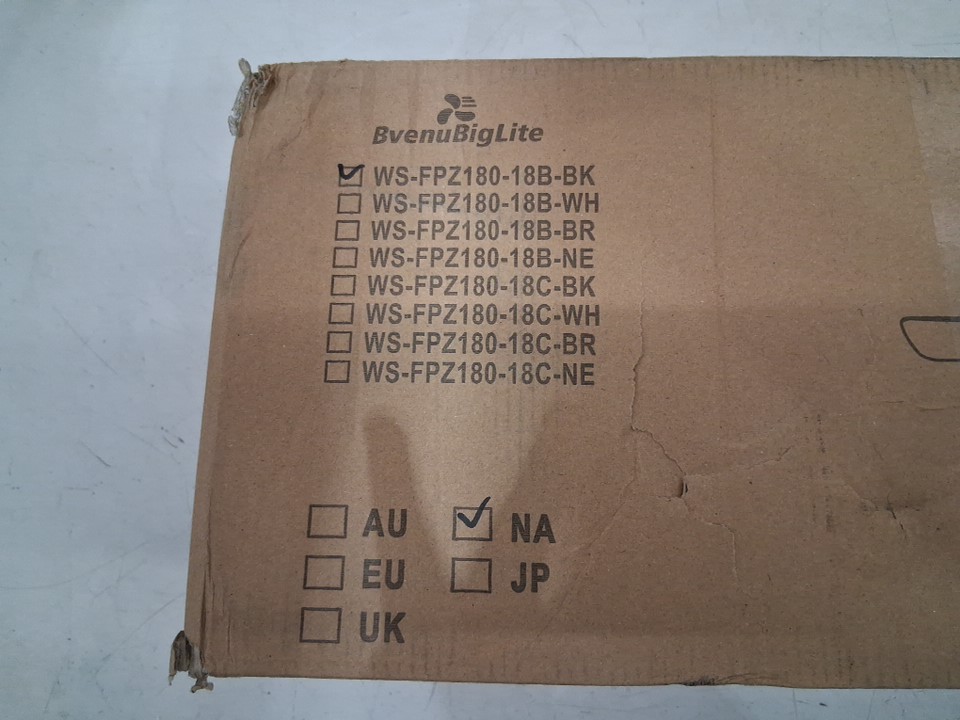 BvenuBigLite
WS-FPZ180-18B-BK
WS-FPZ180-18B-WH
WS-FPZ180-18B-BR
WS-FPZ180-18B-NE
WS-FPZ180-18C-BK
WS-FPZ180-18C-WH
WS-FPZ180-18C-BR
WS-FPZ180-18C-NE
AU NA
EU JP
UK